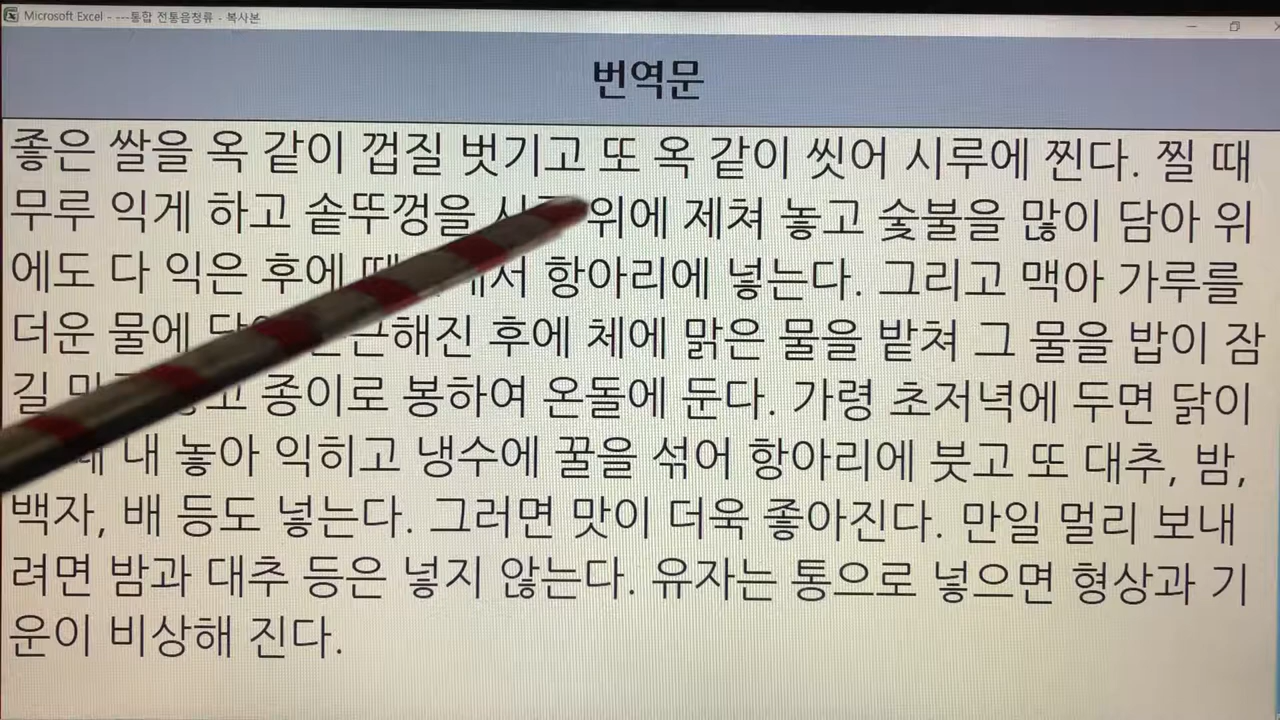 Microsoft Excel - ---통합 전통음청류 - 복사본
번역문
좋은 쌀을 옥 같이 껍질 벗기고 또 옥 같이 씻어 시루에 찐다. 찔 때
무루 익게 하고 솥뚜껑을 위에 제쳐 놓고 숯불을 많이 담아 위
에도 다 익은 후에 항아리에 넣는다. 그리고 맥아 가루를
더운 물에 후에 체에 맑은 물을 밭쳐 그 물을 밥이 잠
길 종이로 봉하여 온돌에 둔다. 가령 초저녁에 두면 닭이
내 놓아 익히고 냉수에 꿀을 섞어 항아리에 붓고 또 대추, 밤,
백자, 배 등도 넣는다. 그러면 맛이 더욱 좋아진다. 만일 멀리 보내
려면 밤과 대추 등은 넣지 않는다. 유자는 통으로 넣으면 형상과 기
운이 비상해 진다.